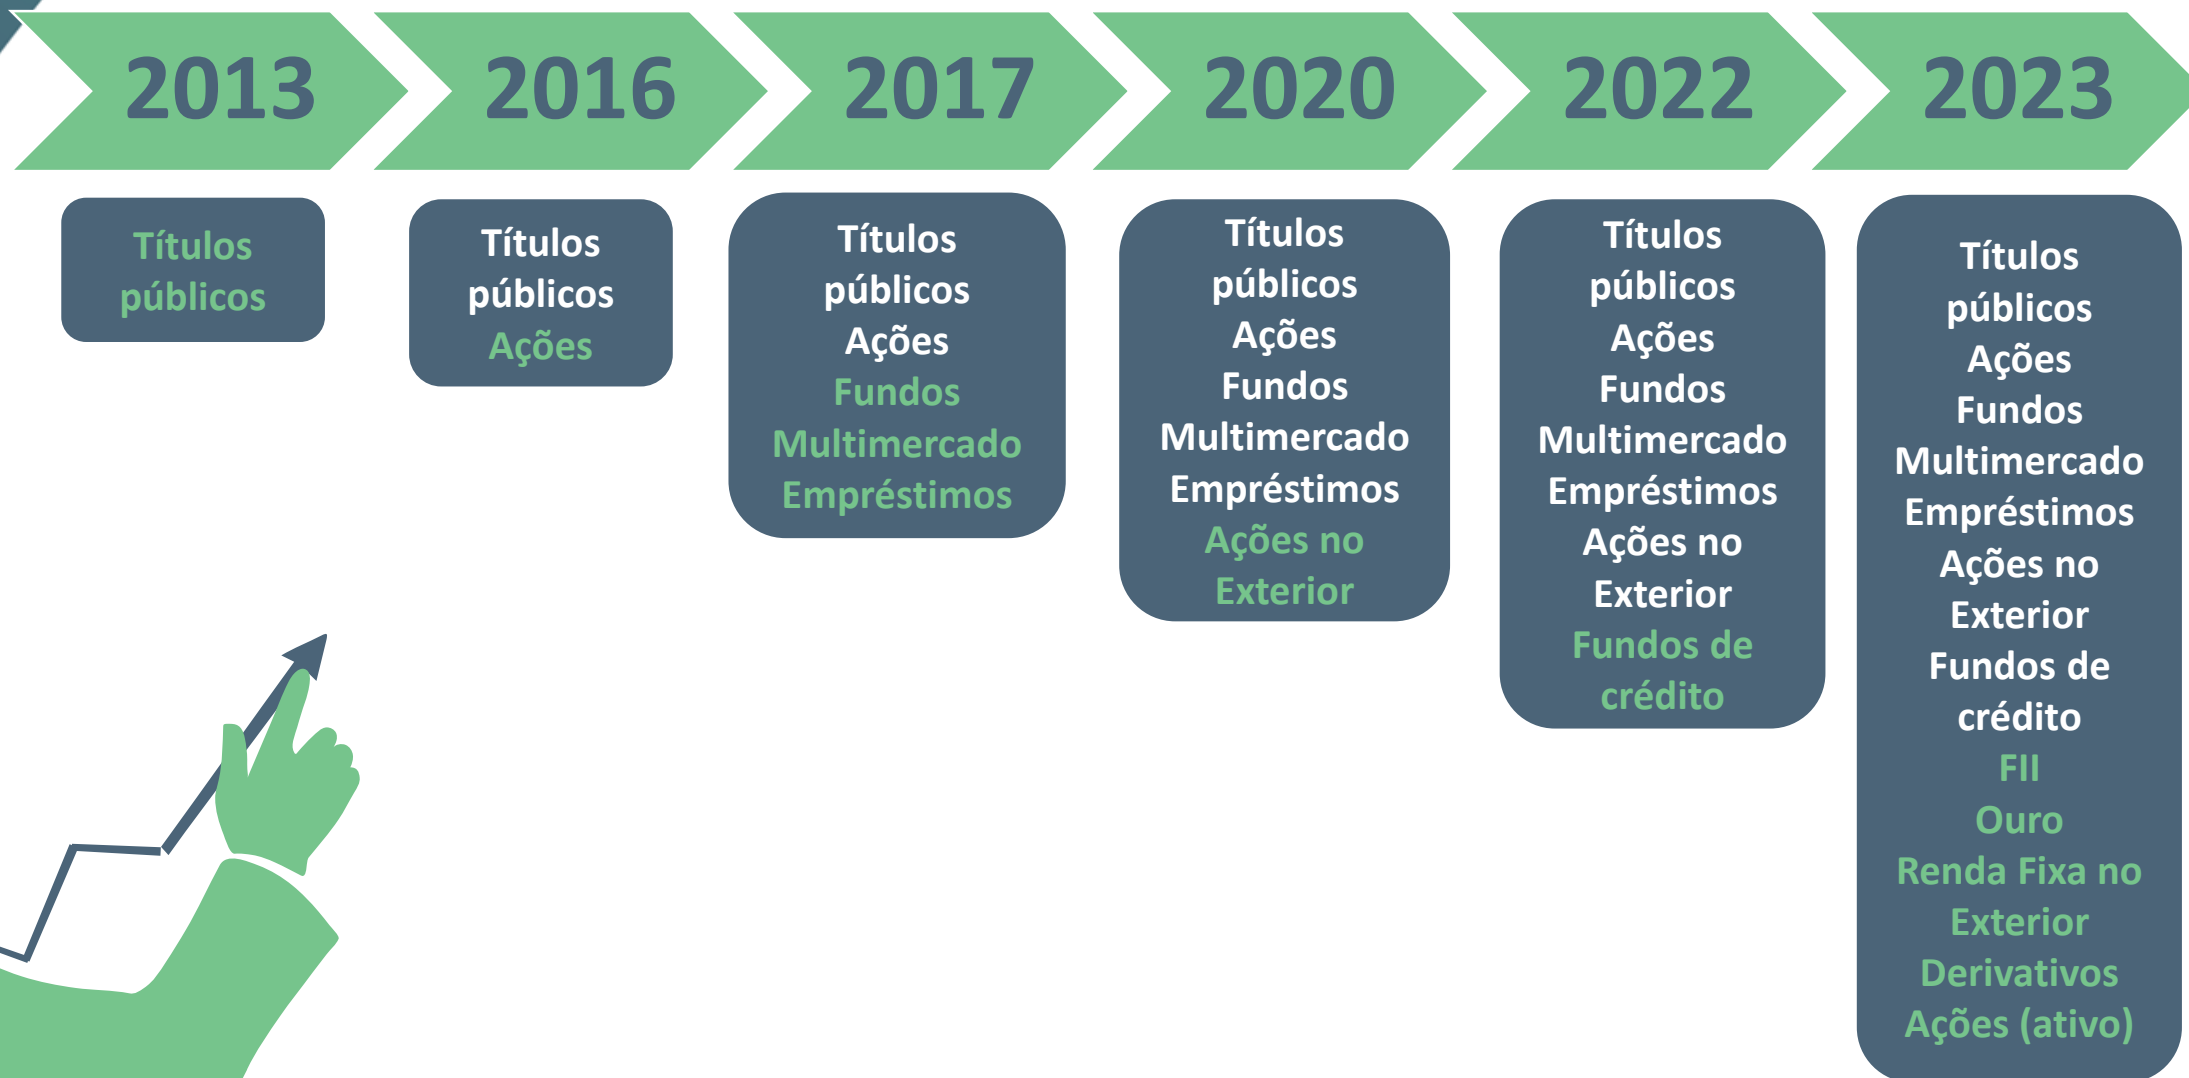 2013
2016
2017
2020
2022
2023
Títulos
públicos
Títulos
públicos
Ações
Títulos
públicos
Ações
Fundos
Multimercado
Empréstimos
Títulos
públicos
Ações
Fundos
Multimercado
Empréstimos
Ações no
Exterior
Títulos
públicos
Ações
Fundos
Multimercado
Empréstimos
Ações no
Exterior
Fundos de
crédito
Títulos
públicos
Ações
Fundos
Multimercado
Empréstimos
Ações no
Exterior
Fundos de
crédito
FII
Ouro
Renda Fixa no
Exterior
Derivativos
Ações (ativo)